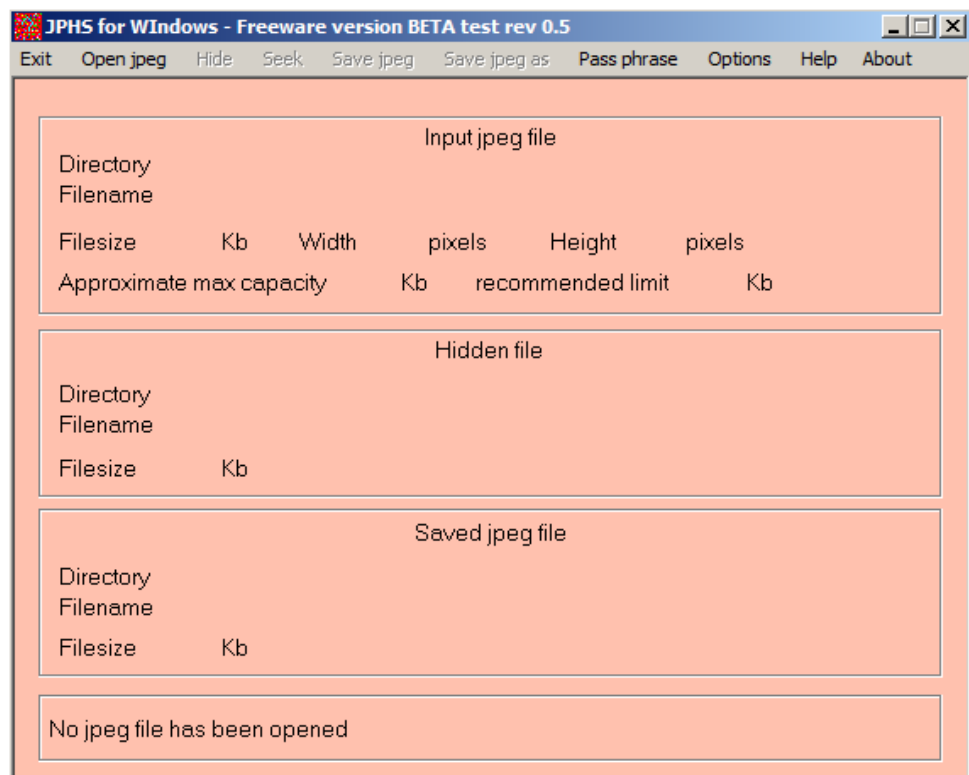 JPHS for WIndows - Freeware version BETA test rev 0.5
Exit Open jpeg Hide Seek Save jpeg Save jpeg as Pass phrase Options Help About
Input jpeg file
Directory
Filename
Filesize Kb Width pixels Height pixels
Approximate max capacity Kb recommended limit Kb
Hidden file
Directory
Filename
Filesize Kb
Saved jpeg file
Directory
Filename
Filesize Kb
No jpeg file has been opened